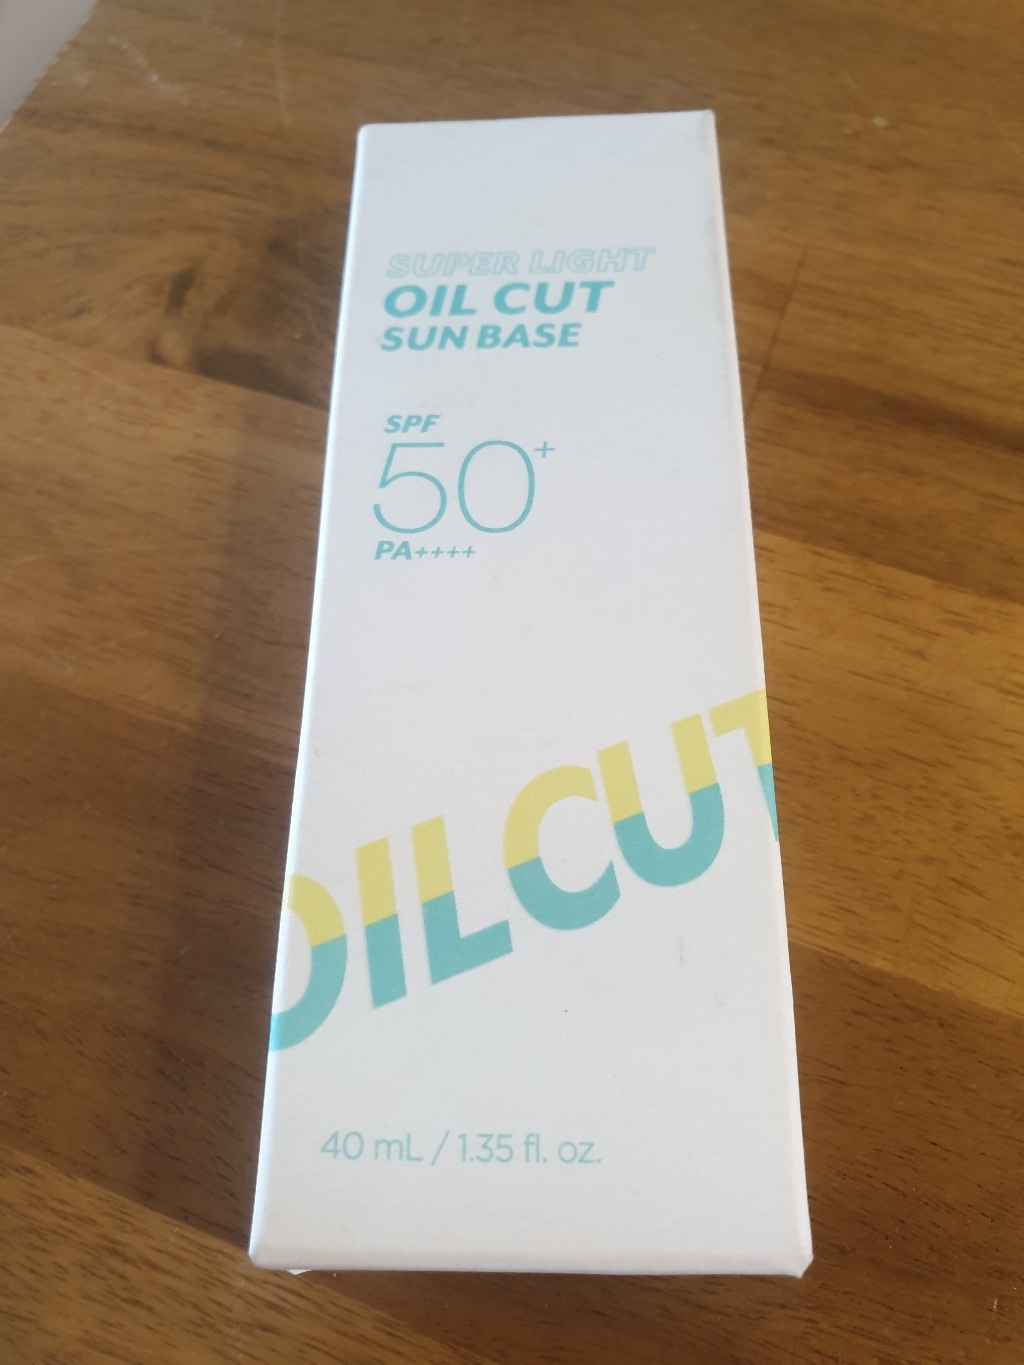 SUPER LIGHT
OIL CUT
SUN BASE
SPF
50+
PA++++
OILCUT
40 mL / 1.35 fl. oz.